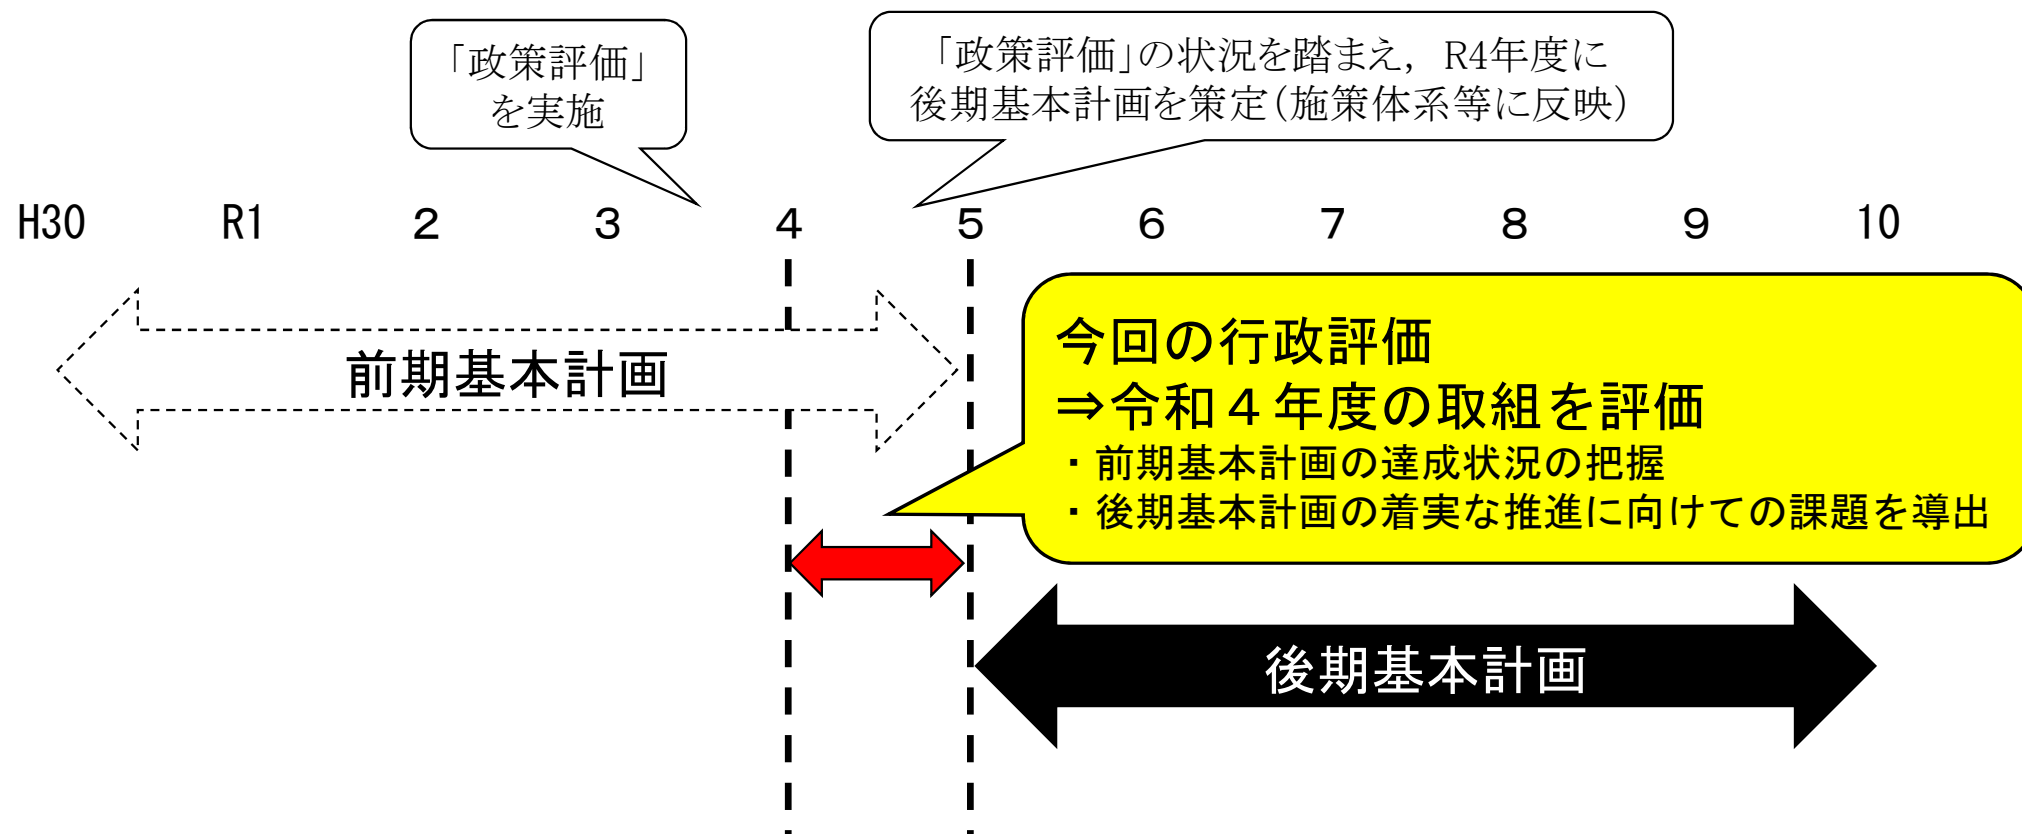 「政策評価」
を実施
「政策評価」の状況を踏まえ，R4年度に
後期基本計画を策定（施策体系等に反映）
H30 R1 2 3 4 5 6 7 8 9 10
前期基本計画
今回の行政評価
⇒令和４年度の取組を評価
・前期基本計画の達成状況の把握
・後期基本計画の着実な推進に向けての課題を導出
後期基本計画